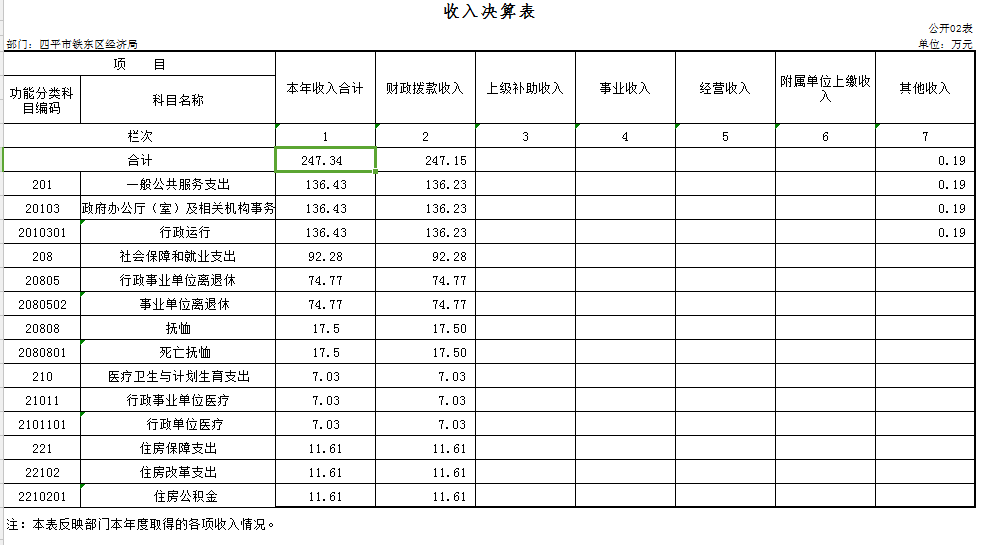 收入决算表
公开02表
部门：四平市铁东区经济局 单位：万元
项 目 本年收入合计 财政拨款收入 上级补助收入 事业收入 经营收入 附属单位上缴收入 其他收入
功能分类科目编码 科目名称
栏次 1 2 3 4 5 6 7
合计 247.34 247.15 0.19
201 一般公共服务支出 136.43 136.23 0.19
20103 政府办公厅（室）及相关机构事务 136.43 136.23 0.19
2010301 行政运行 136.43 136.23 0.19
208 社会保障和就业支出 92.28 92.28
20805 行政事业单位离退休 74.77 74.77
2080502 事业单位离退休 74.77 74.77
20808 抚恤 17.5 17.50
2080801 死亡抚恤 17.5 17.50
210 医疗卫生与计划生育支出 7.03 7.03
21011 行政事业单位医疗 7.03 7.03
2101101 行政单位医疗 7.03 7.03
221 住房保障支出 11.61 11.61
22102 住房改革支出 11.61 11.61
2210201 住房公积金 11.61 11.61
注：本表反映部门本年度取得的各项收入情况。